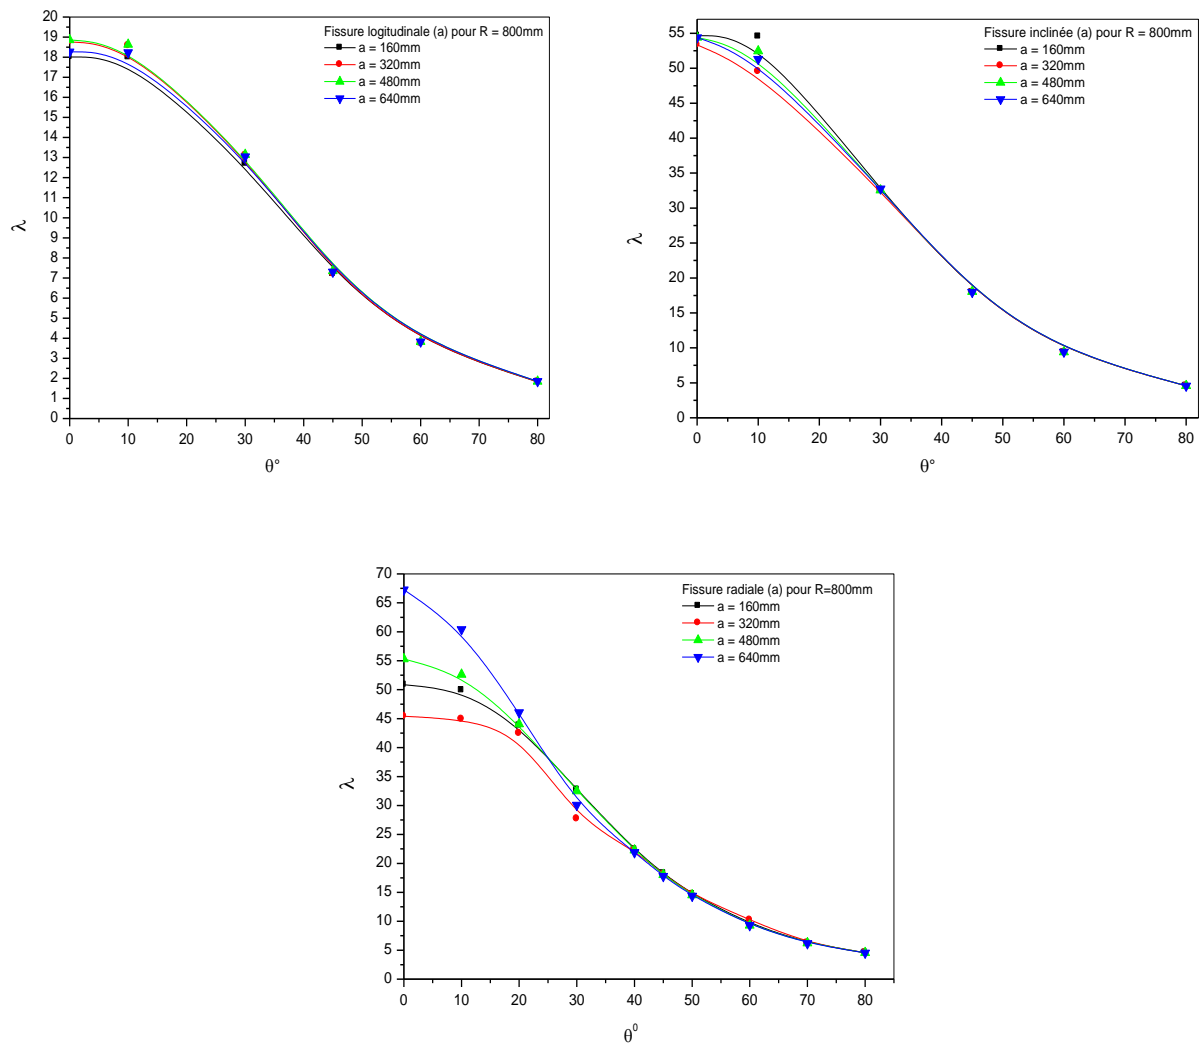 Fissure logitudinale (a) pour R = 800mm
a = 160mm
a = 320mm
a = 480mm
a = 640mm
20
19
18
17
16
15
14
13
12
11
10
9
8
7
6
5
4
3
2
1
0
λ
0 10 20 30 40 50 60 70 80
θ°
Fissure inclinée (a) pour R = 800mm
a = 160mm
a = 320mm
a = 480mm
a = 640mm
55
50
45
40
35
30
25
20
15
10
5
0
λ
0 10 20 30 40 50 60 70 80
θ°
Fissure radiale (a) pour R=800mm
a = 160mm
a = 320mm
a = 480mm
a = 640mm
70
65
60
55
50
45
40
35
30
25
20
15
10
5
0
λ
0 10 20 30 40 50 60 70 80
θ⁰